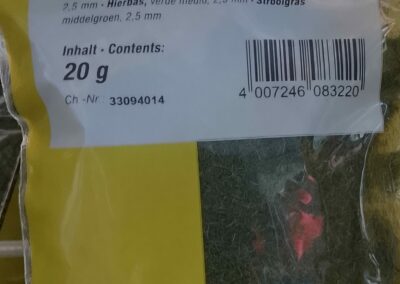 2,5 mm · Hierbas, verde medio, 2,5 mm · Streigras
middelgroen, 2,5 mm
Inhalt · Contents:
20 g
Ch.-Nr.: 33094014
4 007246 083220